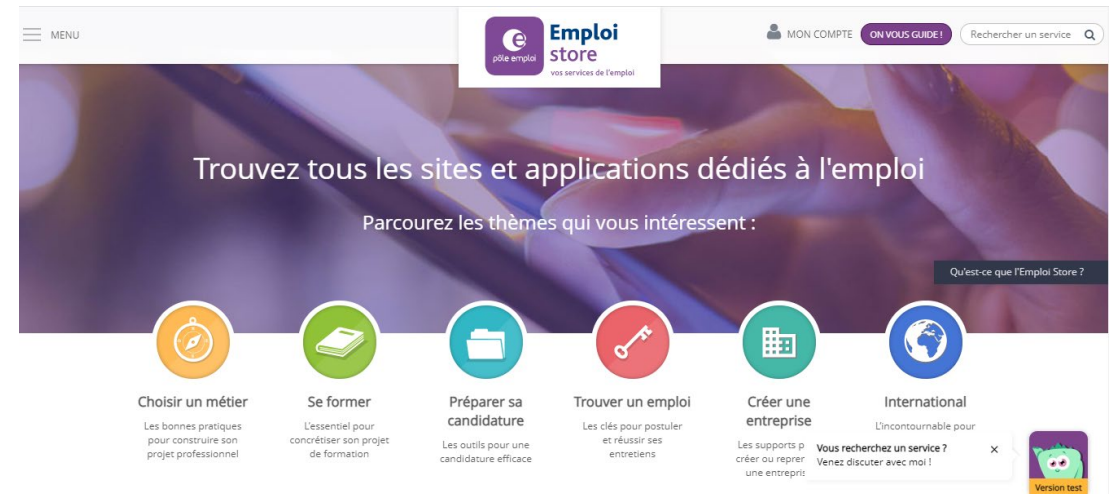 MENU
pôle emploi
Emploi
store
vos services de l'emploi
MON COMPTE
ON VOUS GUIDE !
Rechercher un service
Trouvez tous les sites et applications dédiés à l'emploi
Parcourez les thèmes qui vous intéressent :
Qu'est-ce que l'Emploi Store ?
Choisir un métier
Les bonnes pratiques
pour construire son
projet professionnel
Se former
L'essentiel pour
concrétiser son projet
de formation
Préparer sa
candidature
Les outils pour une
candidature efficace
Trouver un emploi
Les clés pour postuler
et réussir ses
entretiens
Créer une
entreprise
Les supports p
créer ou reprer
une entrepris
International
L'incontournable pour
Vous recherchez un service ?
Venez discuter avec moi !
Version test